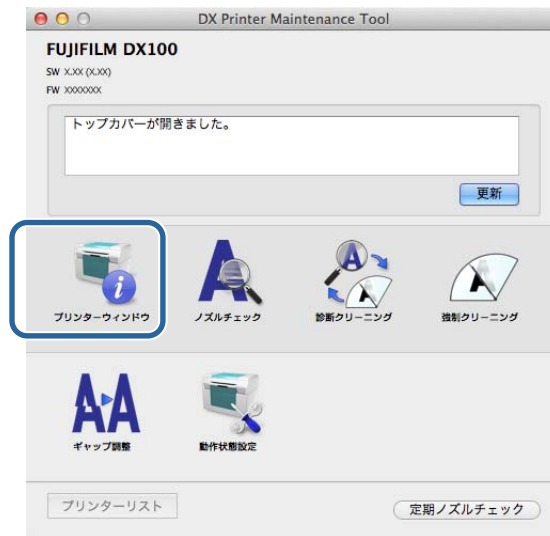 DX Printer Maintenance Tool
FUJIFILM DX100
SW X.XX (X.XX)
FW XXXXXXX
トップカバーが開きました。
更新
プリンターウィンドウ
ノズルチェック
診断クリーニング
強制クリーニング
ギャップ調整
動作状態設定
プリンターリスト
定期ノズルチェック